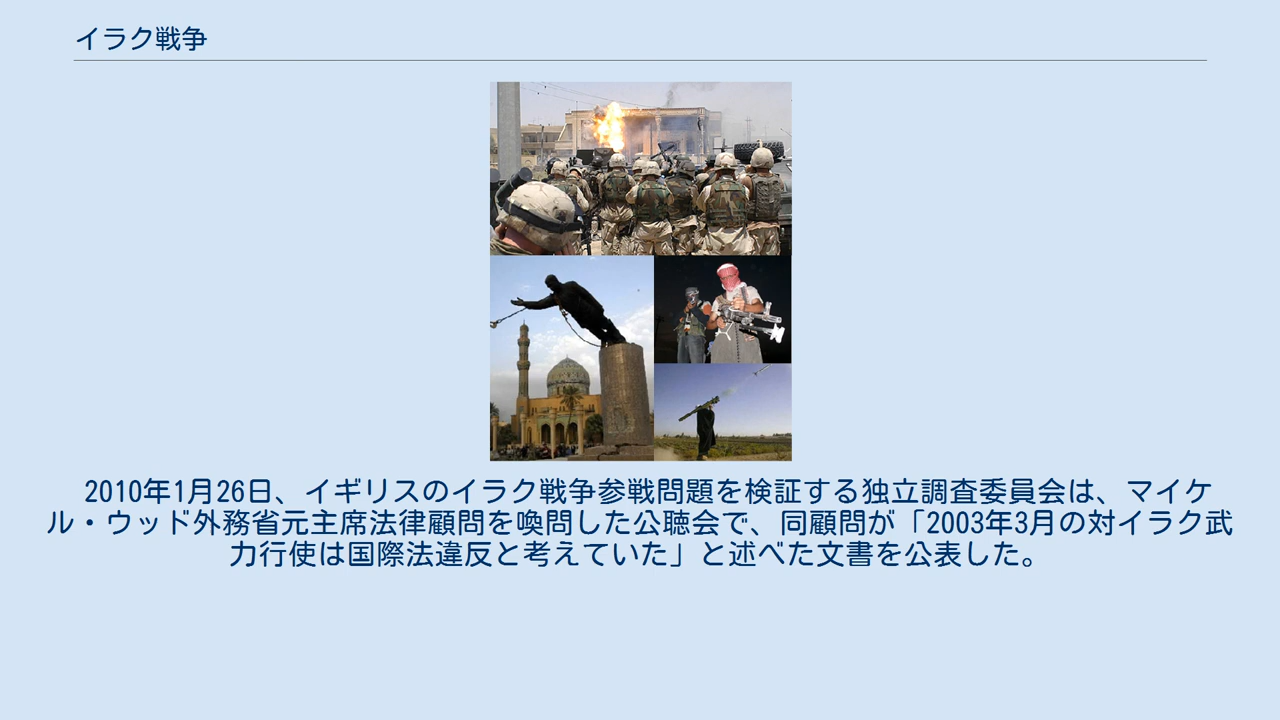 イラク戦争
2010年1月26日、イギリスのイラク戦争参戦問題を検証する独立調査委員会は、マイケ
ル・ウッド外務省元主席法律顧問を喚問した公聴会で、同顧問が「2003年3月の対イラク武
力行使は国際法違反と考えていた」と述べた文書を公表した。